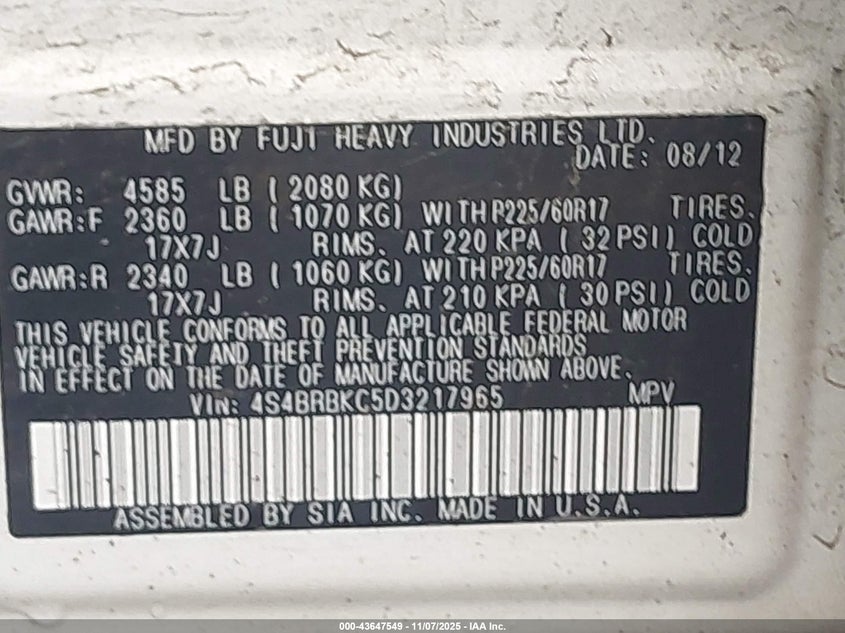 MFD BY FUJI HEAVY INDUSTRIES LTD.
DATE: 08/12
GVWR: 4585 LB ( 2080 KG)
GAWR:F 2360 LB ( 1070 KG) WITH P225/60R17 TIRES.
17X7J RIMS. AT 220 KPA ( 32 PSI) COLD
GAWR:R 2340 LB ( 1060 KG) WITH P225/60R17 TIRES.
17X7J RIMS. AT 210 KPA ( 30 PSI) COLD
THIS VEHICLE CONFORMS TO ALL APPLICABLE FEDERAL MOTOR
VEHICLE SAFETY AND THEFT PREVENTION STANDARDS
IN EFFECT ON THE DATE OF MANUFACTURE SHOWN ABOVE.
VIN: 4S4BRBKC5D3217965 MPV
ASSEMBLED BY SIA INC. MADE IN U.S.A.
000-43647549 - 11/07/2025 - IAA Inc.